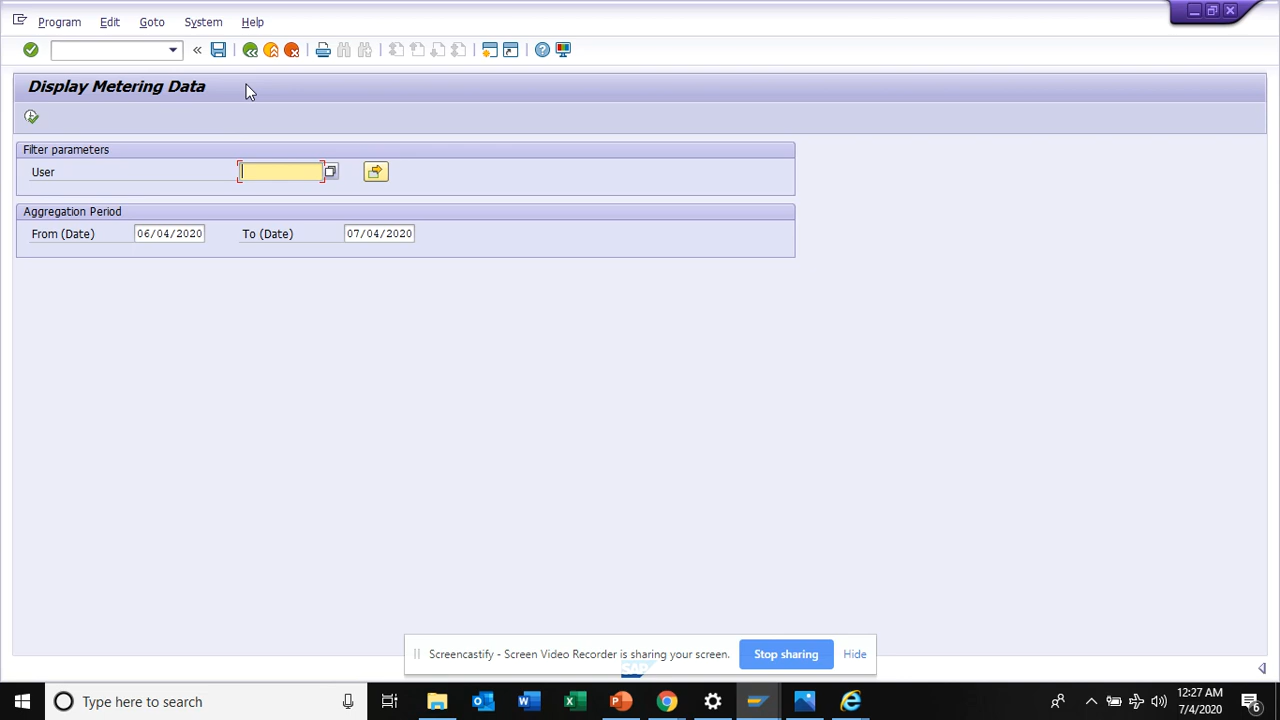 Program Edit Goto System Help
Display Metering Data
Filter parameters
User
Aggregation Period
From (Date) 06/04/2020 To (Date) 07/04/2020
Screencastify - Screen Video Recorder is sharing your screen. Stop sharing Hide
SAP
Type here to search
12:27 AM
7/4/2020
6